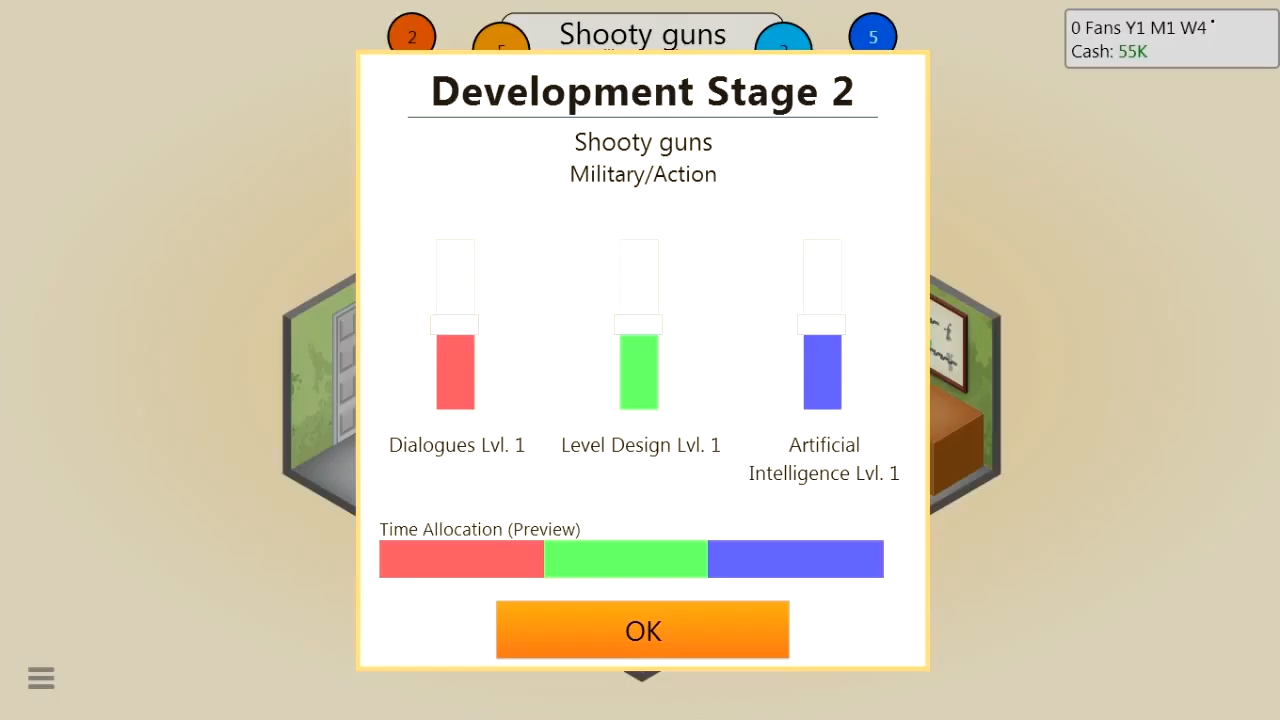 2
5
Shooty guns
5
0 Fans Y1 M1 W4
Cash: 55K
Development Stage 2
Shooty guns
Military/Action
Dialogues Lvl. 1
Level Design Lvl. 1
Artificial
Intelligence Lvl. 1
Time Allocation (Preview)
OK